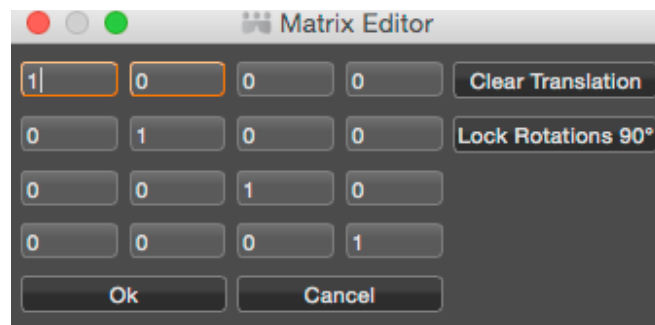 Matrix Editor
1 0 0 0 Clear Translation
0 1 0 0 Lock Rotations 90°
0 0 1 0
0 0 0 1
Ok Cancel